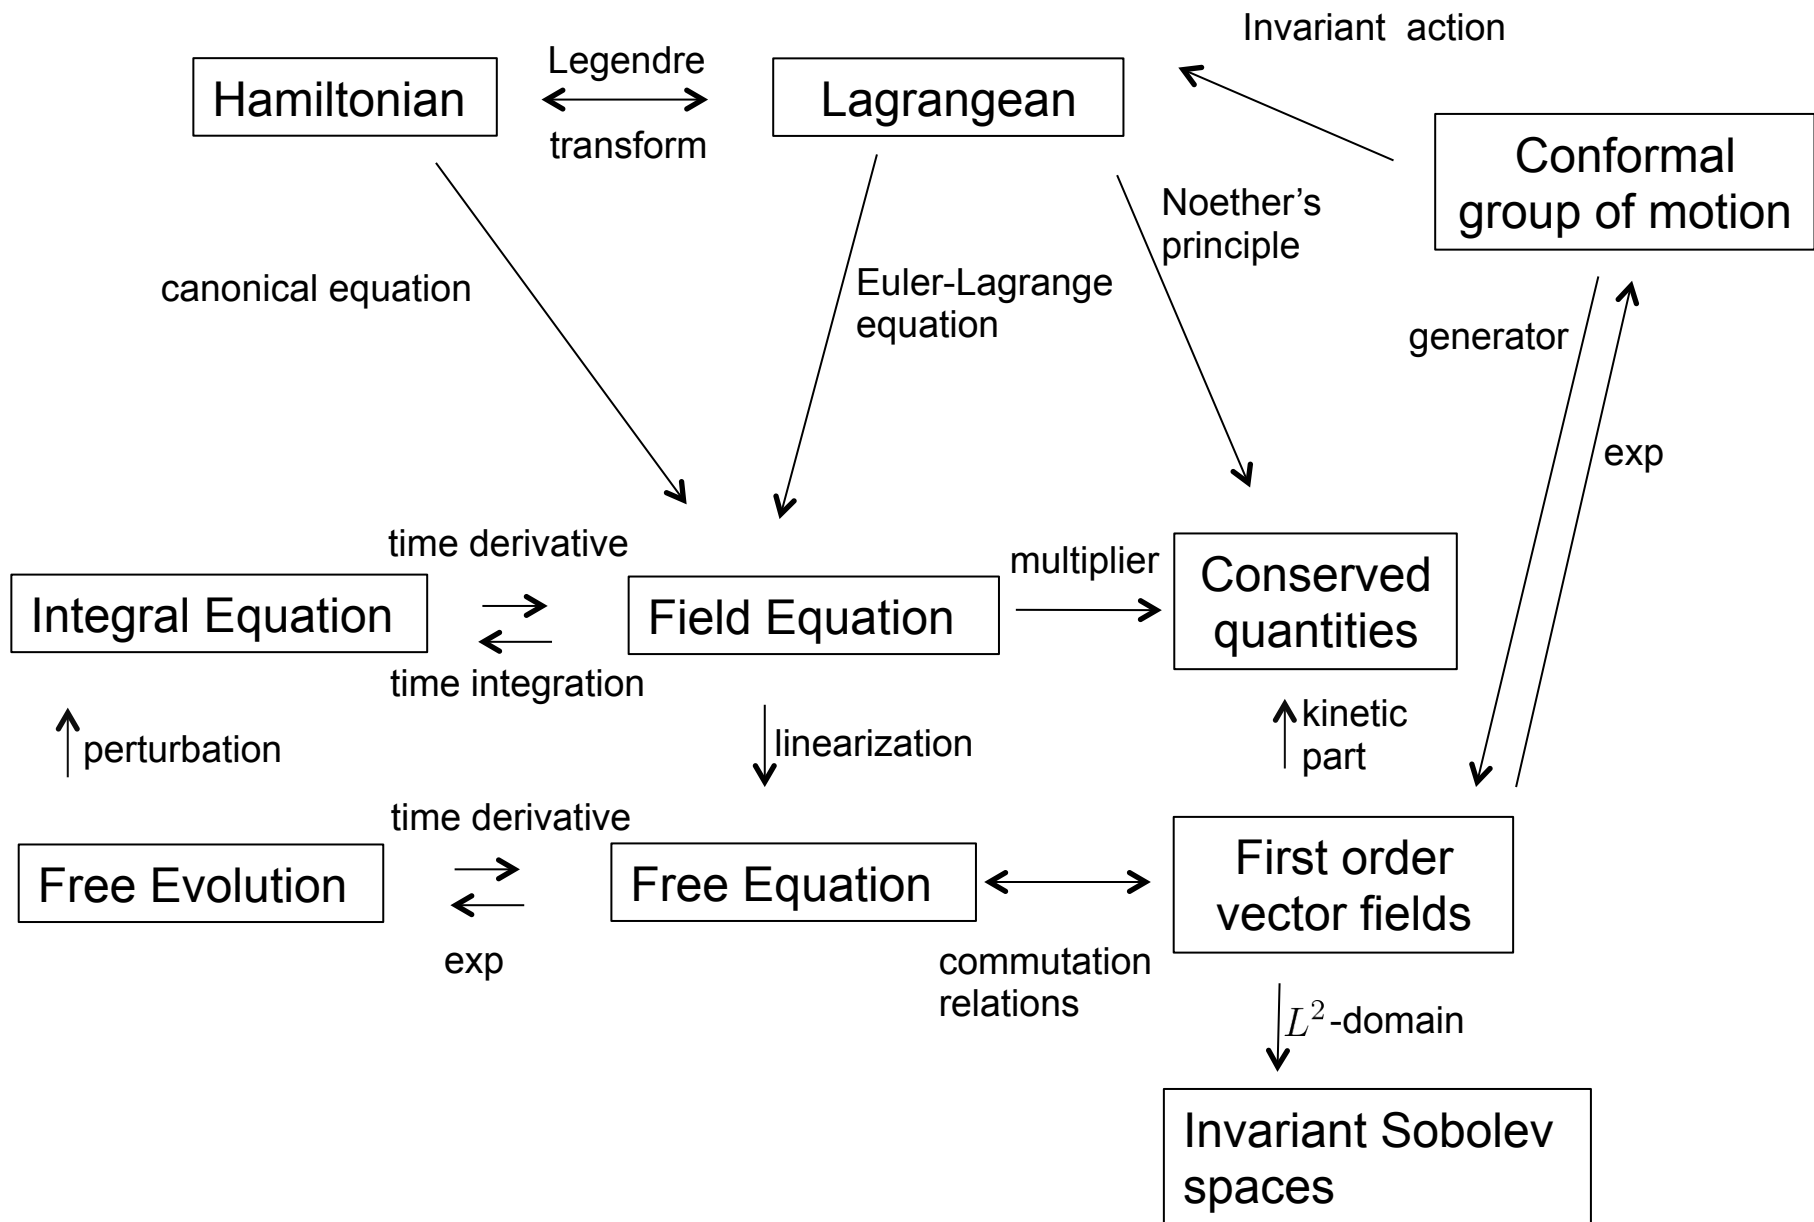 Invariant action
Legendre
Hamiltonian
Lagrangean
transform
Conformal
group of motion
Noether's
principle
canonical equation
Euler-Lagrange
equation
generator
exp
time derivative
multiplier
Conserved
quantities
Integral Equation
Field Equation
time integration
kinetic
part
perturbation
linearization
time derivative
First order
vector fields
Free Evolution
Free Equation
exp
commutation
relations
L²-domain
Invariant Sobolev
spaces